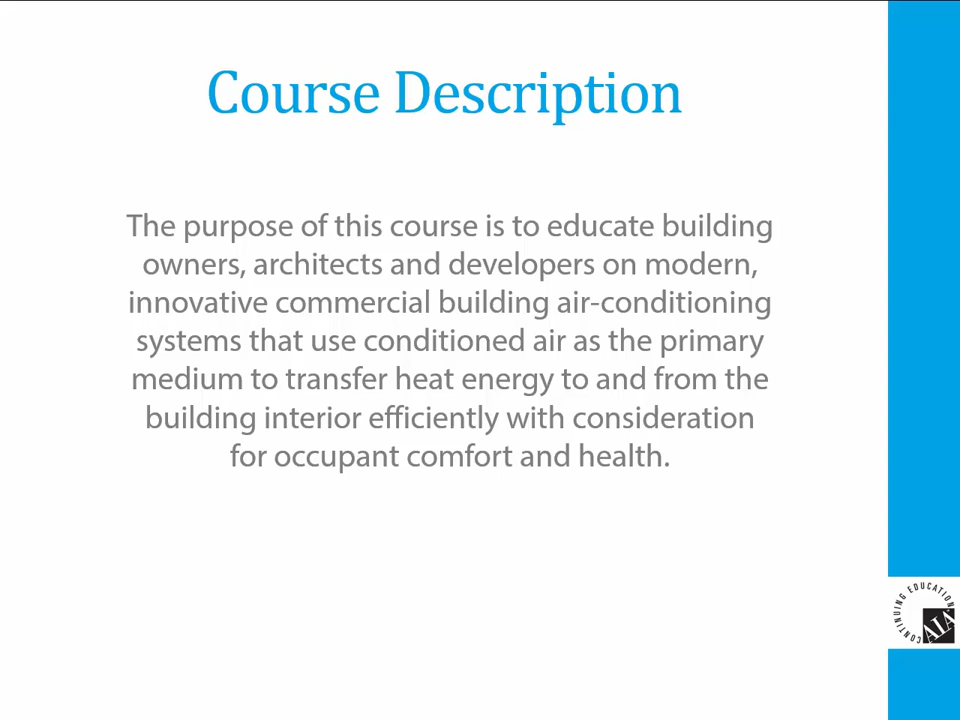 Course Description
The purpose of this course is to educate building
owners, architects and developers on modern,
innovative commercial building air-conditioning
systems that use conditioned air as the primary
medium to transfer heat energy to and from the
building interior efficiently with consideration
for occupant comfort and health.
CONTINUING EDUCATION
AIA